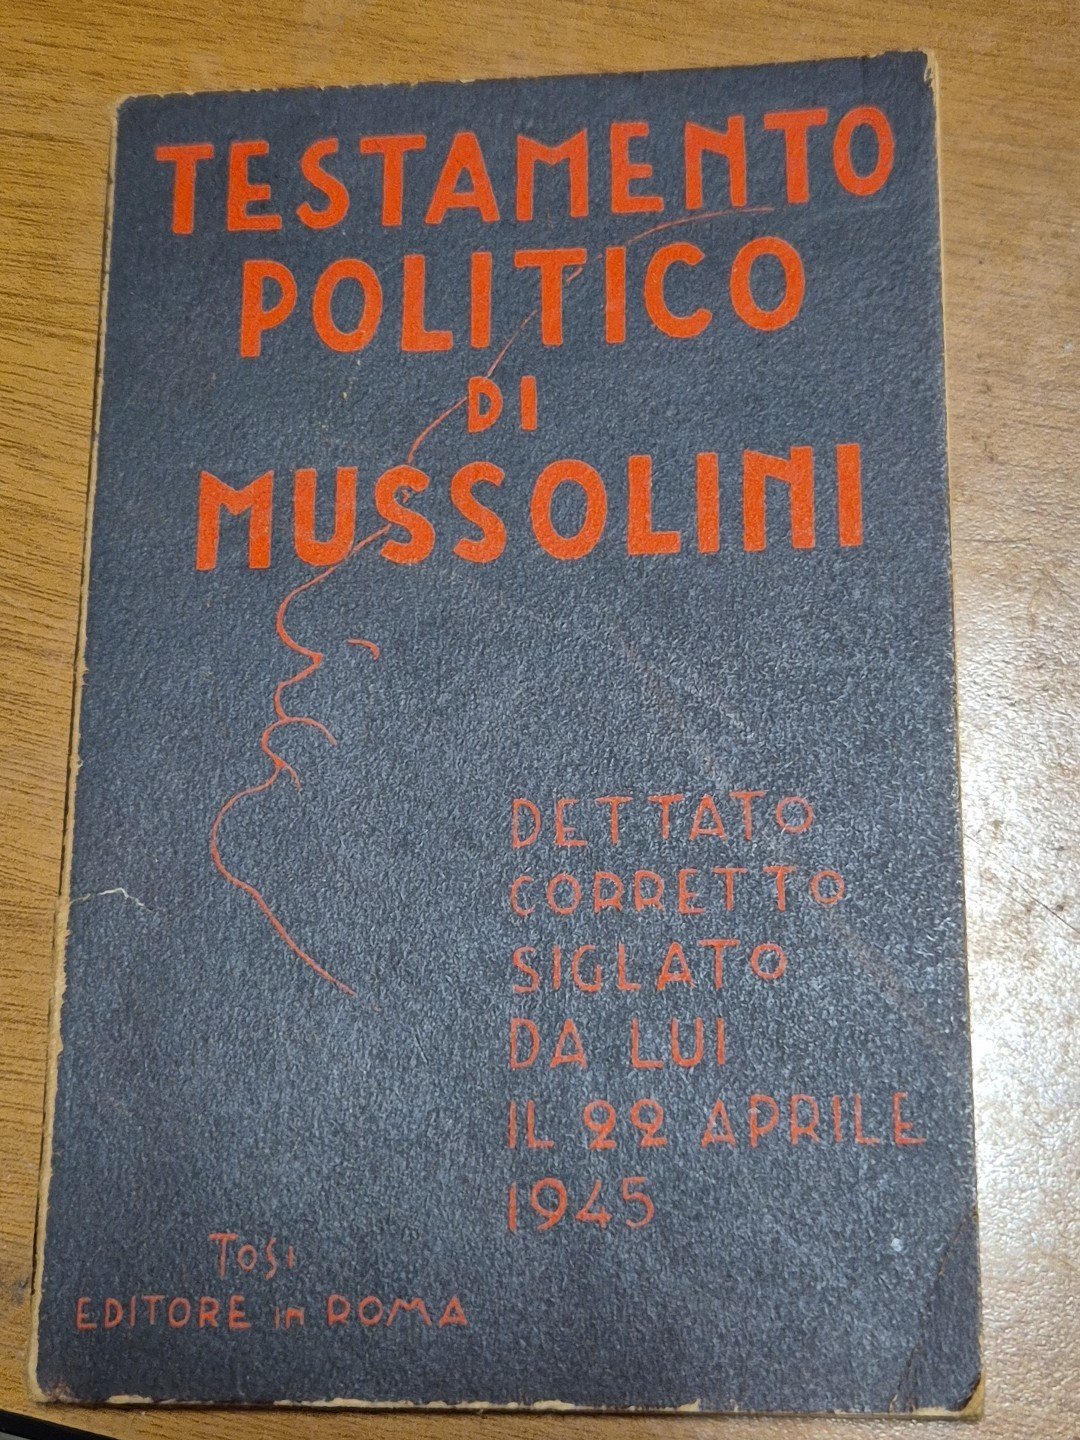 TESTAMENTO
POLITICO
DI
MUSSOLINI
DETTATO
CORRETTO
SIGLATO
DA LUI
IL 22 APRILE
1945
TOSI
EDITORE in ROMA